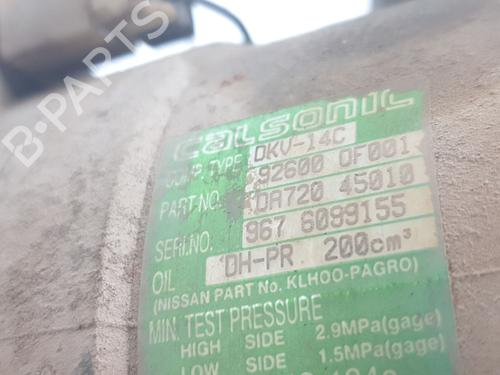 calsonic
COMP. TYPE DKV-14C
92600 0F001
PART NO. DA720 45010
SERI.NO. 967 6099155
OIL DH-PR 200cm³
(NISSAN PART No. KLH00-PAGR0)
MIN. TEST PRESSURE
HIGH SIDE 2.9MPa(gage)
LOW SIDE 1.5MPa(gage)
B-PARTS